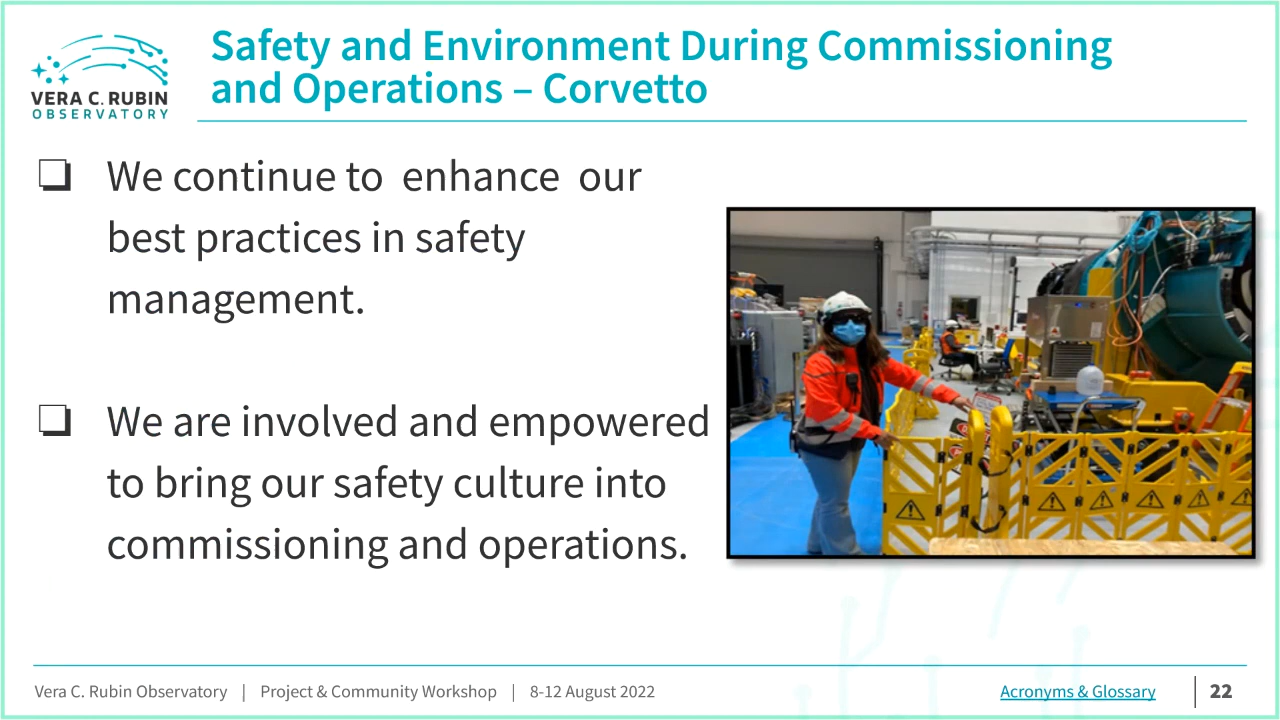 VERA C. RUBIN
OBSERVATORY
Safety and Environment During Commissioning
and Operations – Corvetto
❏ We continue to  enhance  our
best practices in safety
management.
❏ We are involved and empowered
to bring our safety culture into
commissioning and operations.
Vera C. Rubin Observatory | Project & Community Workshop | 8-12 August 2022
Acronyms & Glossary | 22